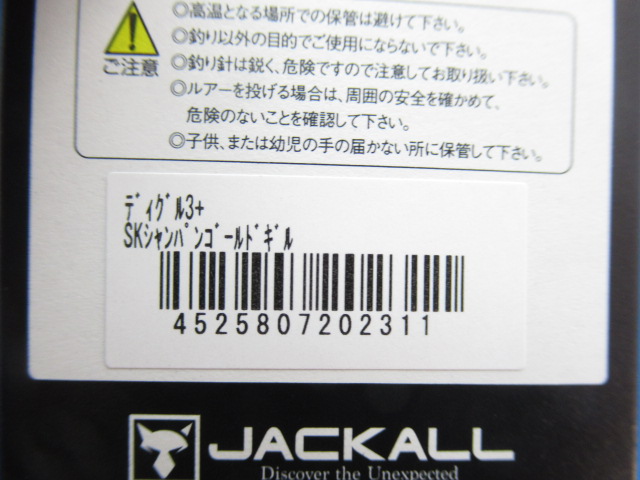 ◎高温となる場所での保管は避けて下さい。
◎釣り以外の目的でご使用にならないで下さい。
◎釣り針は鋭く、危険ですので注意してお取り扱い下さい。
◎ルアーを投げる場合は、周囲の安全を確かめて、
危険のないことを確認して下さい。
◎子供、または幼児の手の届かない所に保管して下さい。
ご注意
ﾃﾞｨｸﾞﾙ3+
SKｼｬﾝﾊﾟﾝｺﾞｰﾙﾄﾞｷﾞﾙ
4525807202311
JACKALL
Discover the Unexpected